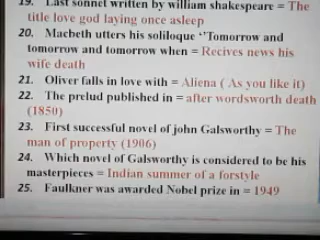 19. Last sonnet written by william shakespeare = The
title love god laying once asleep
20. Macbeth utters his soliloque ‘'Tomorrow and
tomorrow and tomorrow when = Recives news his
wife death
21. Oliver falls in love with = Aliena ( As you like it)
22. The prelud published in = after wordsworth death
(1850)
23. First successful novel of john Galsworthy = The
man of property (1906)
24. Which novel of Galsworthy is considered to be his
masterpieces = Indian summer of a forstyle
25. Faulkner was awarded Nobel prize in = 1949